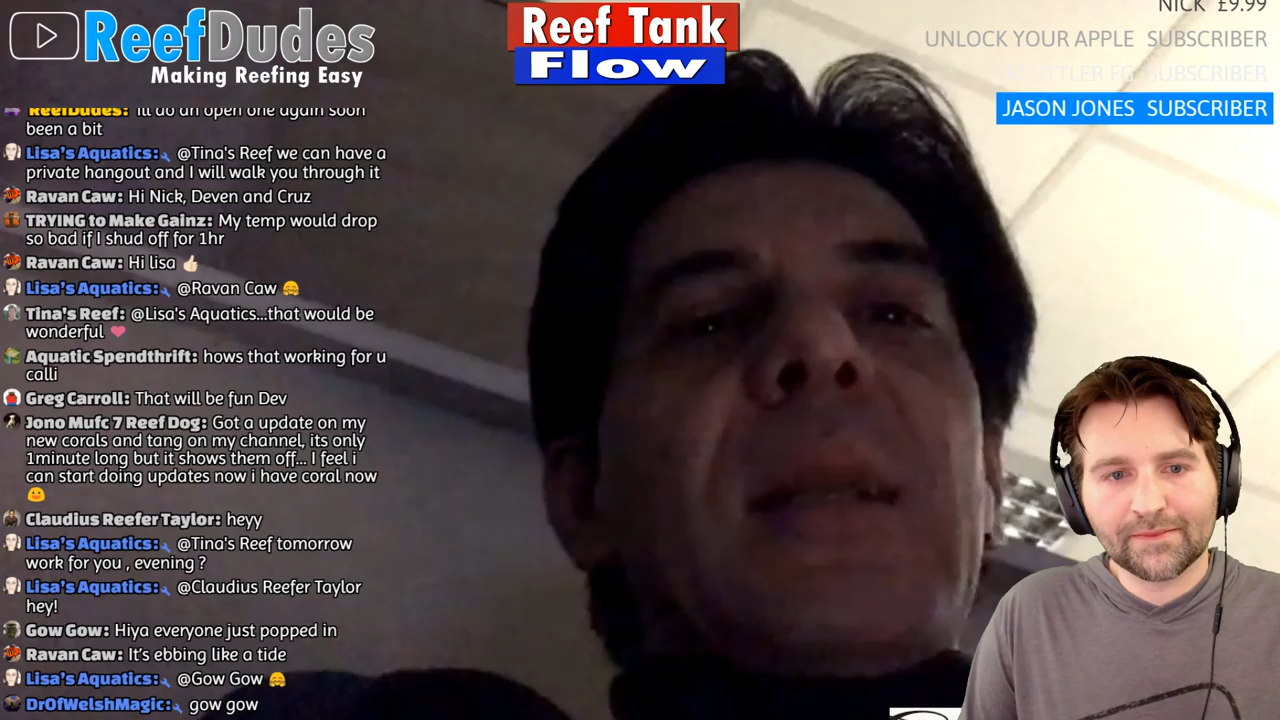 ReefDudes
Making Reefing Easy
Reef Tank
Flow
NICK £9.99
UNLOCK YOUR APPLE SUBSCRIBER
SUBSCRIBER
JASON JONES SUBSCRIBER
ReefDudes: Ill do an open one again soon
been a bit
Lisa's Aquatics: @Tina's Reef we can have a
private hangout and I will walk you through it
Ravan Caw: Hi Nick, Deven and Cruz
TRYING to Make Gainz: My temp would drop
so bad if I shud off for 1hr
Ravan Caw: Hi lisa 👍🏻
Lisa's Aquatics: @Ravan Caw 🤗
Tina's Reef: @Lisa's Aquatics...that would be
wonderful ❤
Aquatic Spendthrift: hows that working for u
calli
Greg Carroll: That will be fun Dev
Jono Mufc 7 Reef Dog: Got a update on my
new corals and tang on my channel, its only
1minute long but it shows them off... I feel i
can start doing updates now i have coral now
😃
Claudius Reefer Taylor: heyy
Lisa's Aquatics: @Tina's Reef tomorrow
work for you , evening ?
Lisa's Aquatics: @Claudius Reefer Taylor
hey!
Gow Gow: Hiya everyone just popped in
Ravan Caw: It's ebbing like a tide
Lisa's Aquatics: @Gow Gow 🤗
DrOfWelshMagic: gow gow